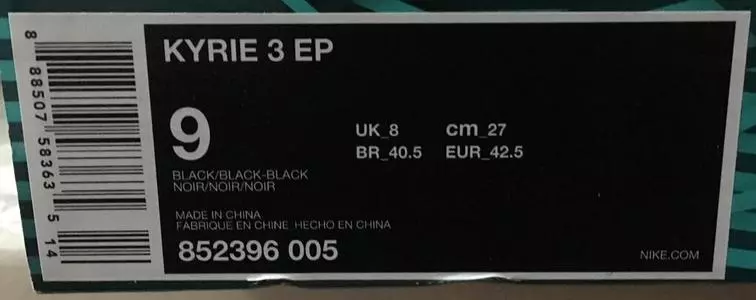 8 88507 58363 5 14
KYRIE 3 EP
9
UK_8 cm_27
BR_40.5 EUR_42.5
BLACK/BLACK-BLACK
NOIR/NOIR/NOIR
MADE IN CHINA
FABRIQUE EN CHINE HECHO EN CHINA
852396 005
NIKE.COM